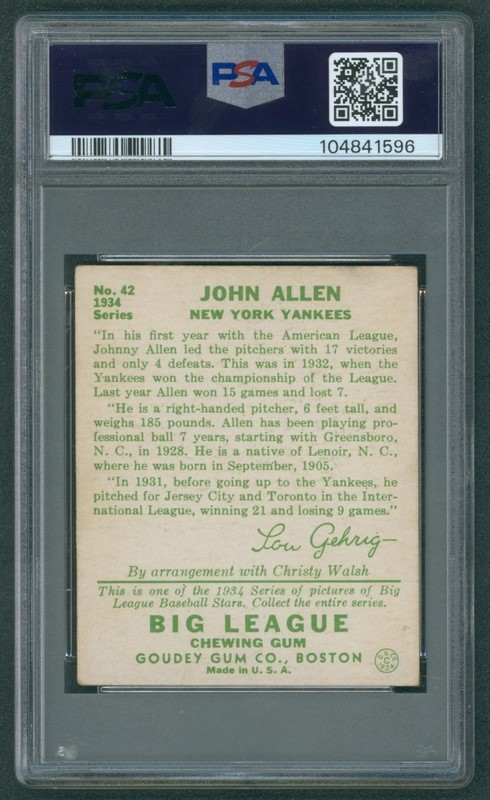 PSA
PSA
104841596
No. 42
1934
Series
JOHN ALLEN
NEW YORK YANKEES
"In his first year with the American League,
Johnny Allen led the pitchers with 17 victories
and only 4 defeats. This was in 1932, when the
Yankees won the championship of the League.
Last year Allen won 15 games and lost 7.
"He is a right-handed pitcher, 6 feet tall, and
weighs 185 pounds. Allen has been playing pro-
fessional ball 7 years, starting with Greensboro,
N. C., in 1928. He is a native of Lenoir, N. C.,
where he was born in September, 1905.
"In 1931, before going up to the Yankees, he
pitched for Jersey City and Toronto in the Inter-
national League, winning 21 and losing 9 games."
Lou Gehrig
By arrangement with Christy Walsh
This is one of the 1934 Series of pictures of Big
League Baseball Stars. Collect the entire series.
BIG LEAGUE
CHEWING GUM
GOUDEY GUM CO., BOSTON
Made in U. S. A.